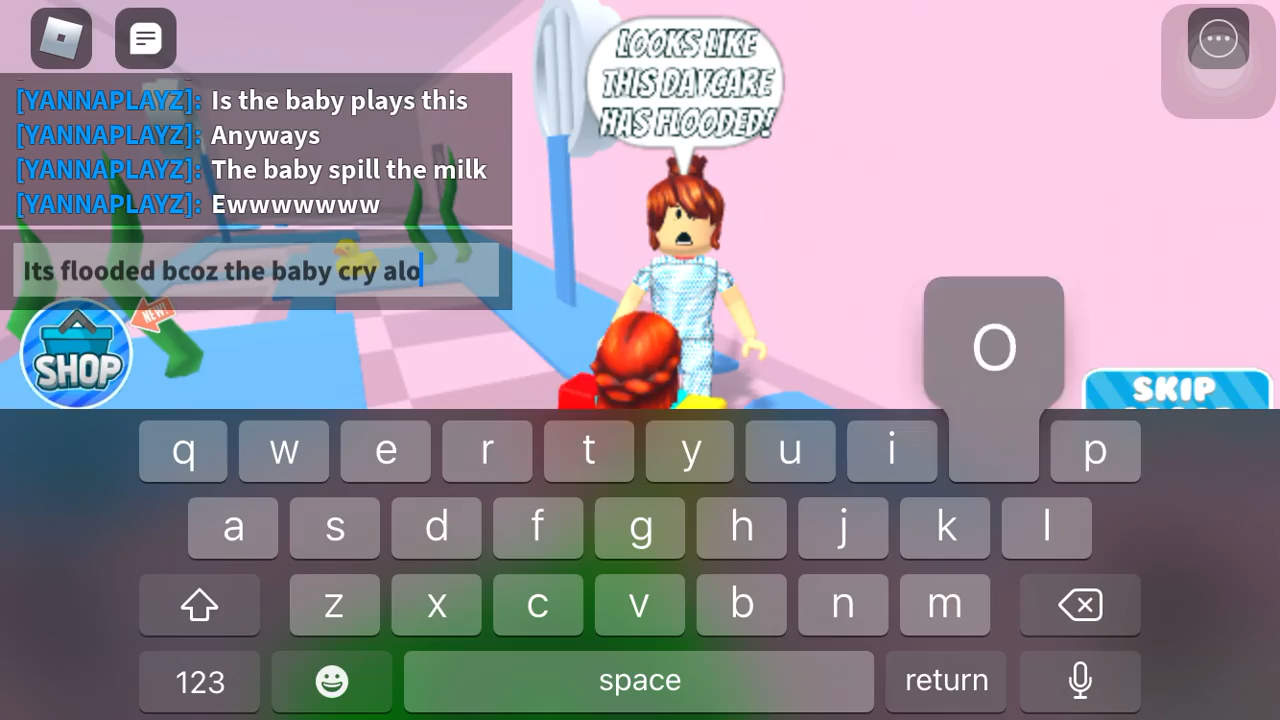 LOOKS LIKE
THIS DAYCARE
HAS FLOODED!
[YANNAPLAYZ]: Is the baby plays this
[YANNAPLAYZ]: Anyways
[YANNAPLAYZ]: The baby spill the milk
[YANNAPLAYZ]: Ewwwwwww
Its flooded bcoz the baby cry alo
NEW!
SHOP
SKIP
O
q w e r t y u i p
a s d f g h j k l
z x c v b n m
123 space return